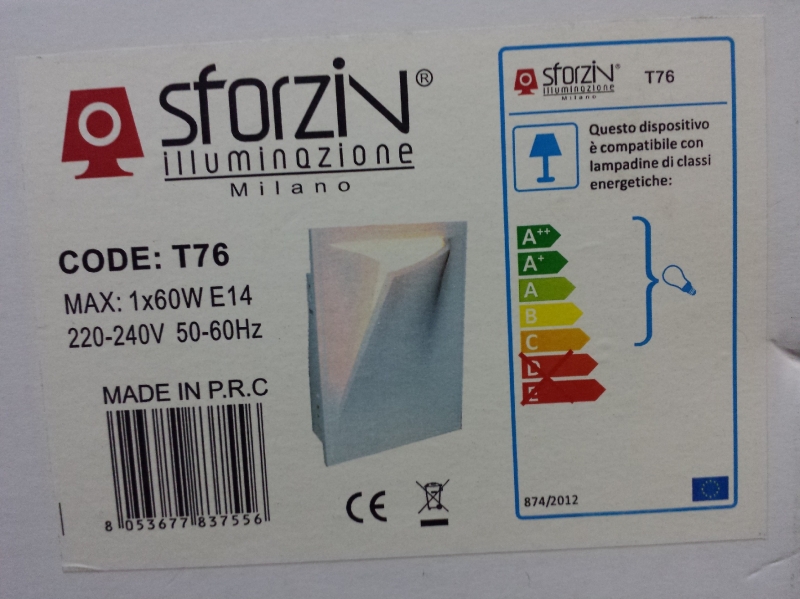 sforzin®
illuminazione
Milano
CODE: T76
MAX: 1x60W E14
220-240V 50-60Hz
MADE IN P.R.C
8 053677 837556
CE
sforzin® T76
illuminazione
Milano
Questo dispositivo
è compatibile con
lampadine di classi
energetiche:
A++
A+
A
B
C
D
E
874/2012